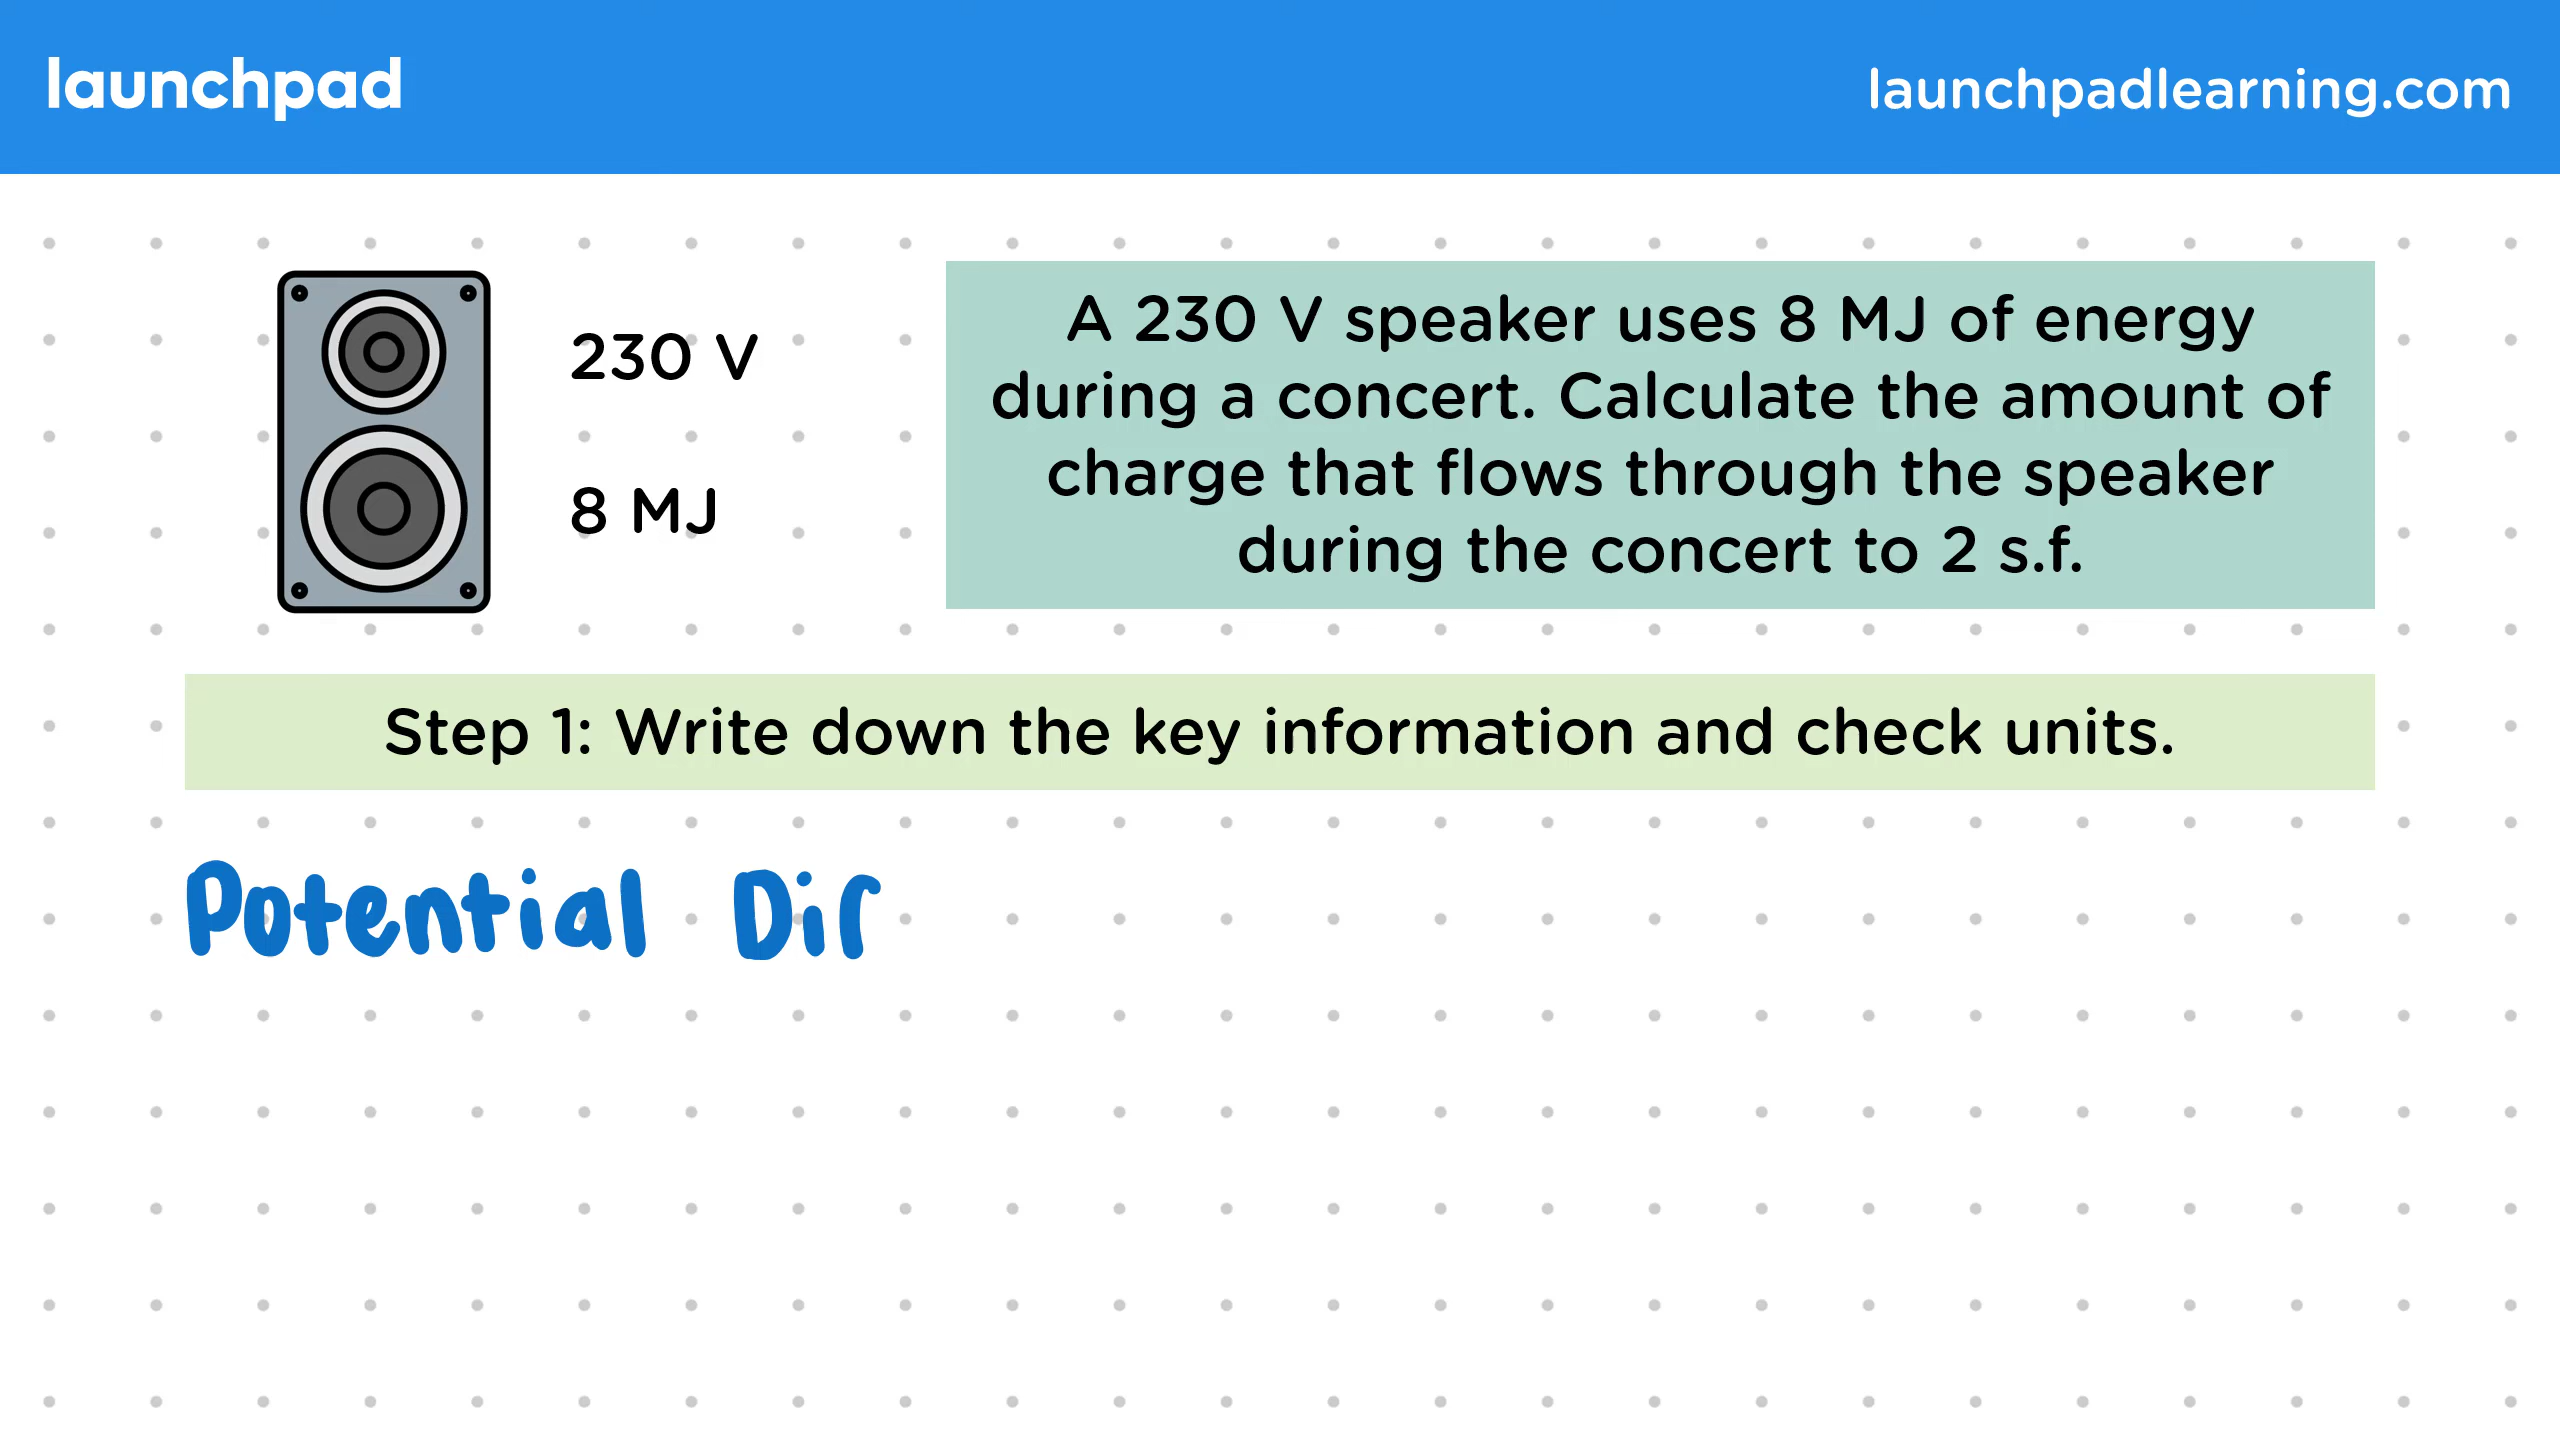 launchpad
launchpadlearning.com
230 V
8 MJ
A 230 V speaker uses 8 MJ of energy
during a concert. Calculate the amount of
charge that flows through the speaker
during the concert to 2 s.f.
Step 1: Write down the key information and check units.
Potential Dif